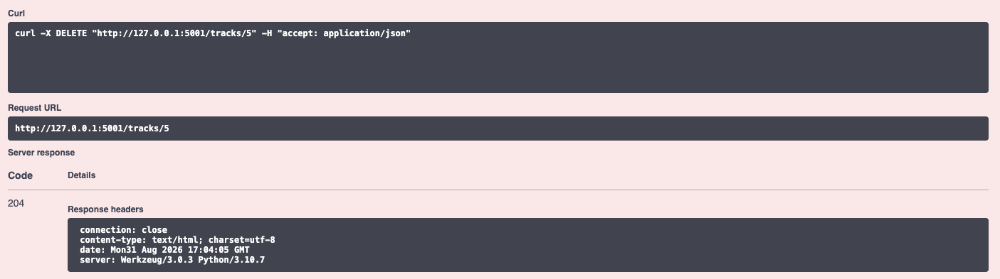 Curl
curl -X DELETE "http://127.0.0.1:5001/tracks/5" -H "accept: application/json"
Request URL
http://127.0.0.1:5001/tracks/5
Server response
Code Details
204
Response headers
connection: close
content-type: text/html; charset=utf-8
date: Mon31 Aug 2026 17:04:05 GMT
server: Werkzeug/3.0.3 Python/3.10.7